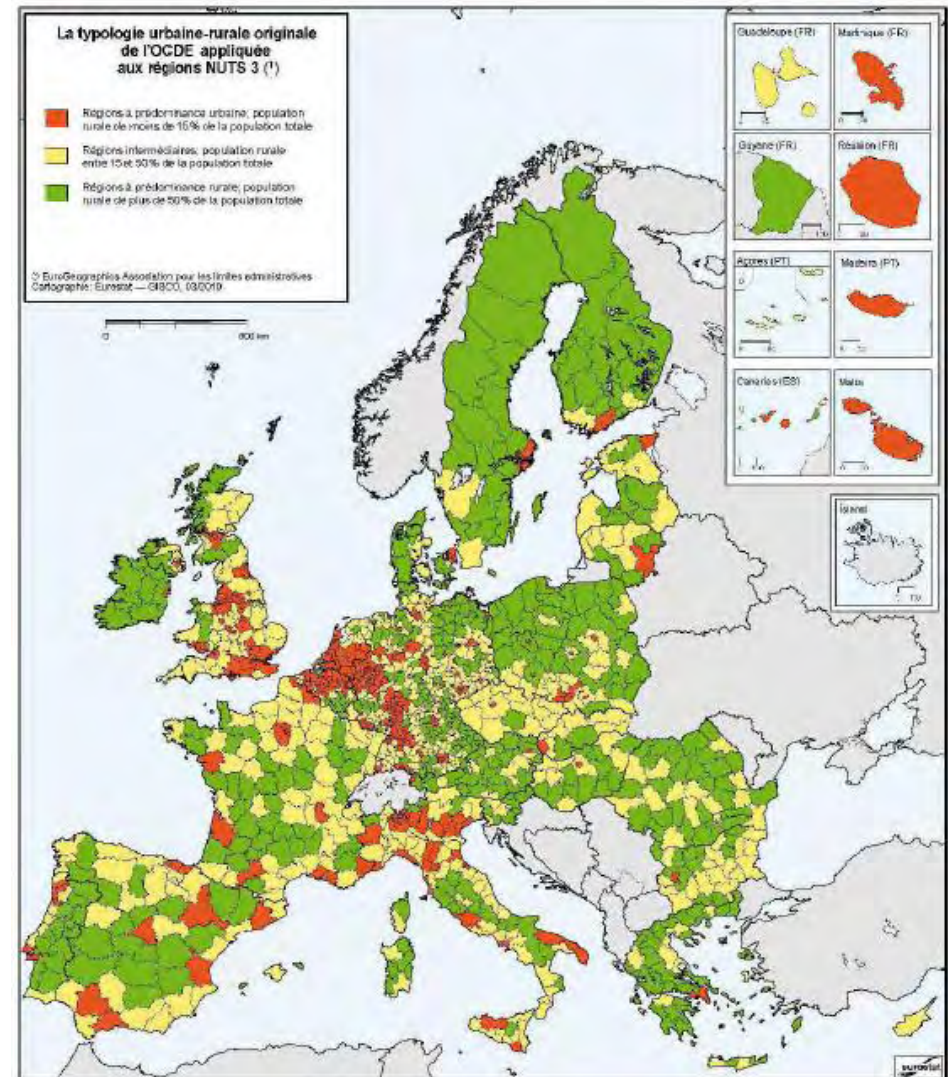 La typologie urbaine-rurale originale
de l'OCDE appliquée
aux régions NUTS 3 (¹)
Régions à prédominance urbaine; population
rurale de moins de 15% de la population totale
Régions intermédiaires; population rurale
entre 15 et 50% de la population totale
Régions à prédominance rurale; population
rurale de plus de 50% de la population totale
© EuroGeographics Association pour les limites administratives
Cartographie: Eurostat — GISCO, 03/2010
0 600 km
Guadeloupe (FR)
Martinique (FR)
Guyane (FR)
Réunion (FR)
Açores (PT)
Madeira (PT)
Canarias (ES)
Malta
Ísland
eurostat